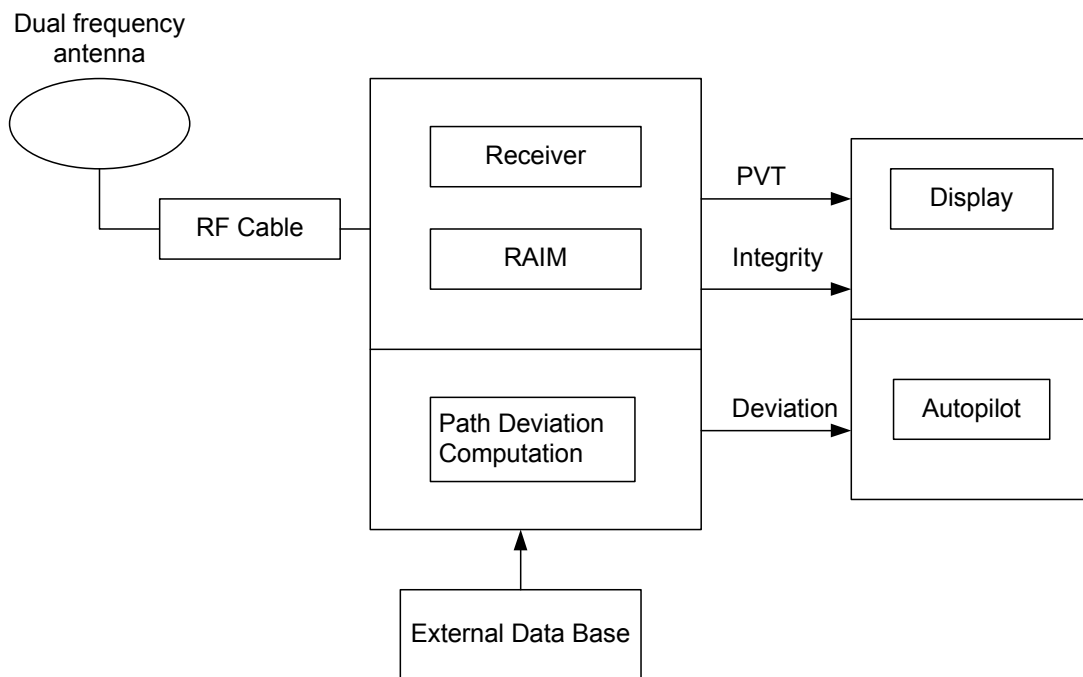 Dual frequency
antenna
RF Cable
Receiver
RAIM
Path Deviation
Computation
External Data Base
PVT
Integrity
Deviation
Display
Autopilot